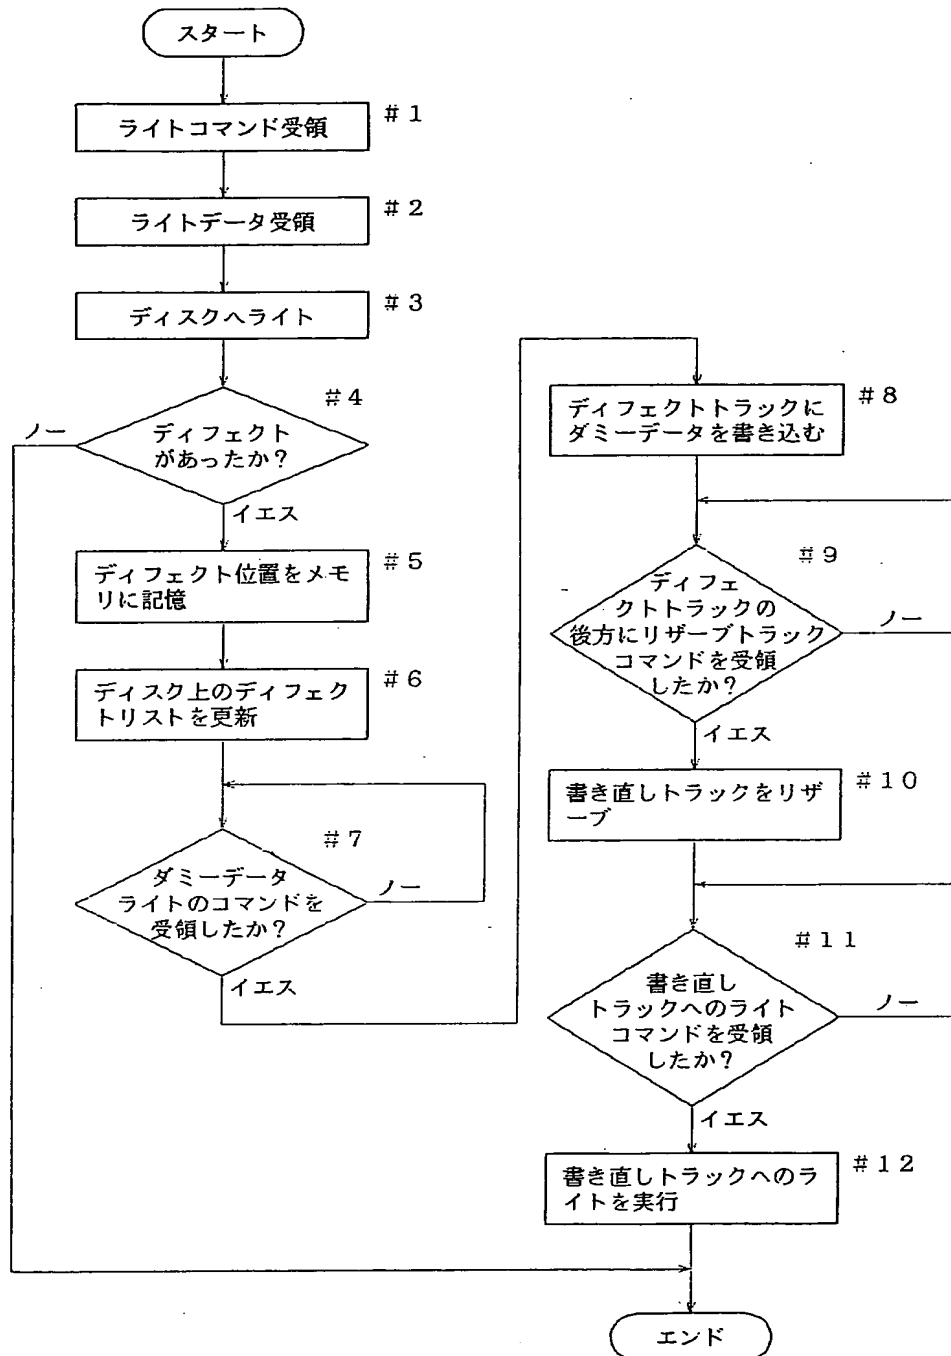 スタート
ライトコマンド受領
#1
ライトデータ受領
#2
ディスクへライト
#3
#4
ディフェクト
があったか?
ノー
イエス
ディフェクト位置をメモ
リに記憶
#5
ディスク上のディフェク
トリストを更新
#6
#7
ダミーデータ
ライトのコマンドを
受領したか?
ノー
イエス
ディフェクトトラックに
ダミーデータを書き込む
#8
#9
ディフェ
クトトラックの
後方にリザーブトラック
コマンドを受領
したか?
ノー
イエス
書き直しトラックをリザ
ーブ
#10
#11
書き直し
トラックへのライト
コマンドを受領
したか?
ノー
イエス
書き直しトラックへのラ
イトを実行
#12
エンド